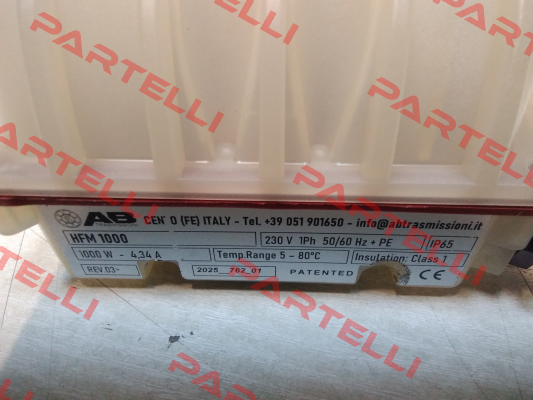 PARTELLI
PARTELLI
PARTELLI
PARTELLI
PARTELLI
PARTELLI
AB CEN O (FE) ITALY - Tel. +39 051 901650 - info@abtrasmissioni.it
HFM 1000 230 V 1Ph 50/60 Hz + PE IP65
1000 W - 4,34 A Temp.Range 5 - 80°C Insulation: Class 1
REV.03- 2025_762_01 PATENTED CE